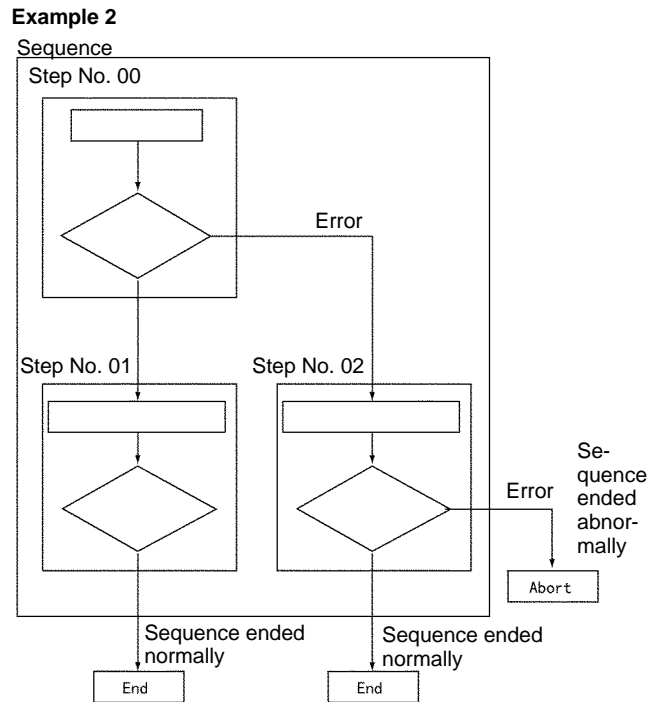 Example 2
Sequence
Step No. 00
Error
Step No. 01
Step No. 02
Error
Se-
quence
ended
abnor-
mally
Abort
Sequence ended
normally
Sequence ended
normally
End
End